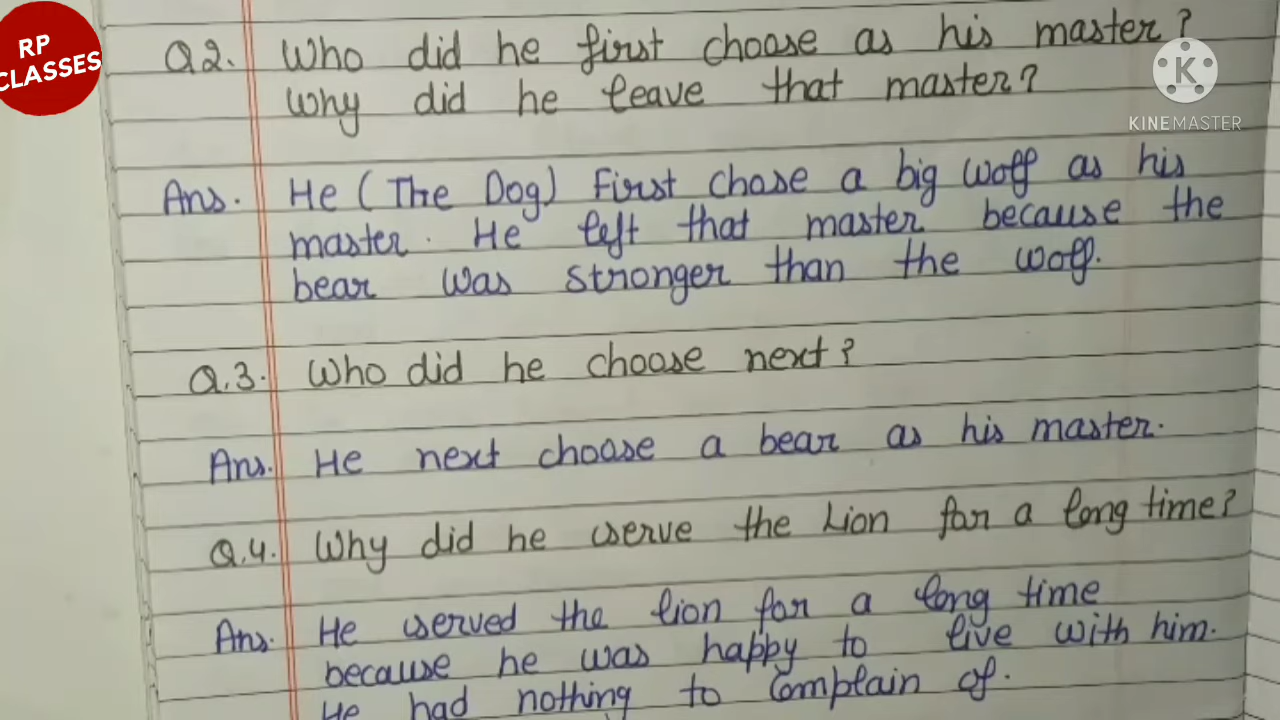 RP
CLASSES
K
KINEMASTER
Q2. Who did he first choose as his master?
Why did he leave that master?
Ans. He (The Dog) First chose a big wolf as his
master. He left that master because the
bear was stronger than the wolf.
Q.3. Who did he choose next?
Ans. He next choose a bear as his master.
Q.4. Why did he serve the Lion for a long time?
Ans. He served the lion for a long time
because he was happy to live with him.
He had nothing to complain of.